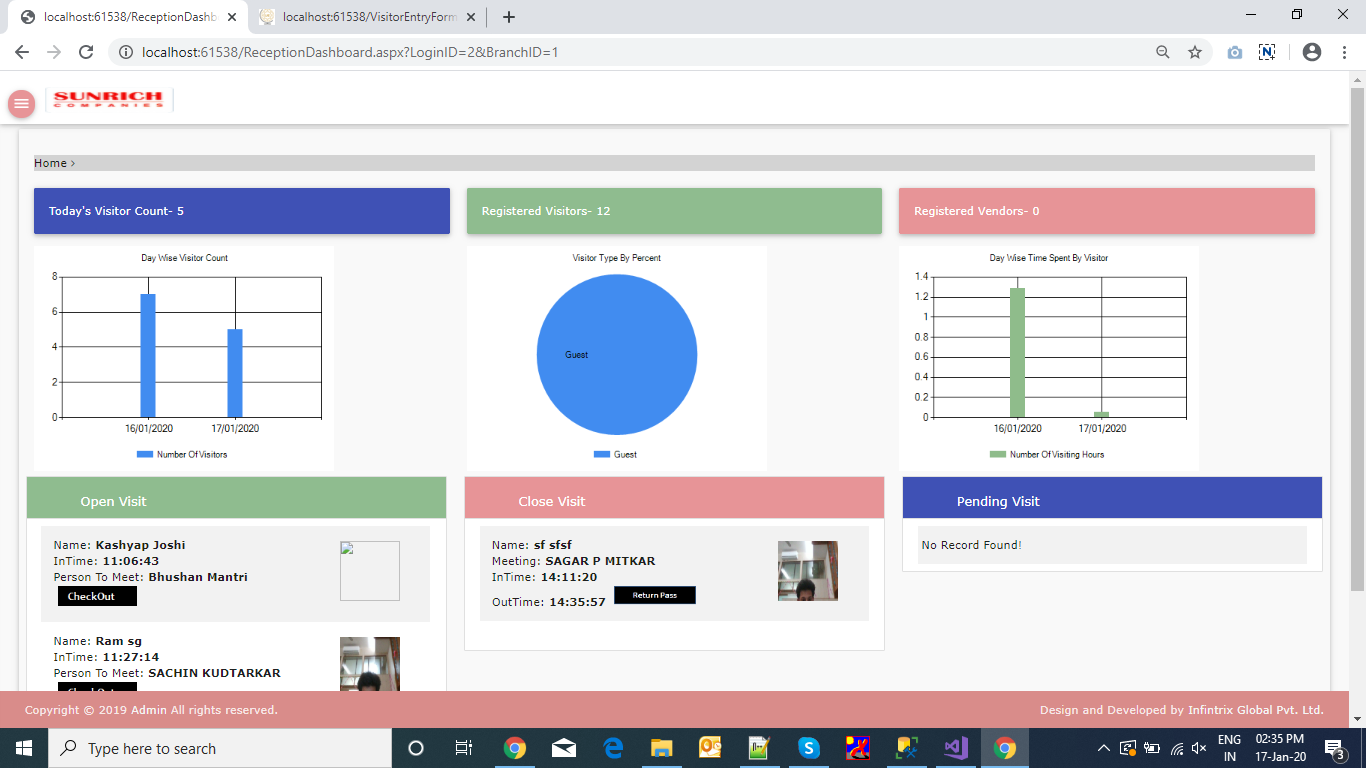 localhost:61538/ReceptionDashb
localhost:61538/VisitorEntryForm
localhost:61538/ReceptionDashboard.aspx?LoginID=2&BranchID=1
SUNRICH
COMPANIES
Home >
Today's Visitor Count- 5
Registered Visitors- 12
Registered Vendors- 0
Day Wise Visitor Count
8
6
4
2
0
16/01/2020 17/01/2020
Number Of Visitors
Visitor Type By Percent
Guest
Guest
Day Wise Time Spent By Visitor
1.4
1.2
1
0.8
0.6
0.4
0.2
0
16/01/2020 17/01/2020
Number Of Visiting Hours
Open Visit
Name: Kashyap Joshi
InTime: 11:06:43
Person To Meet: Bhushan Mantri
CheckOut
Name: Ram sg
InTime: 11:27:14
Person To Meet: SACHIN KUDTARKAR
CheckOut
Close Visit
Name: sf sfsf
Meeting: SAGAR P MITKAR
InTime: 14:11:20
OutTime: 14:35:57 Return Pass
Pending Visit
No Record Found!
Copyright © 2019 Admin All rights reserved.
Design and Developed by Infintrix Global Pvt. Ltd.
Type here to search
ENG
IN
02:35 PM
17-Jan-20
3